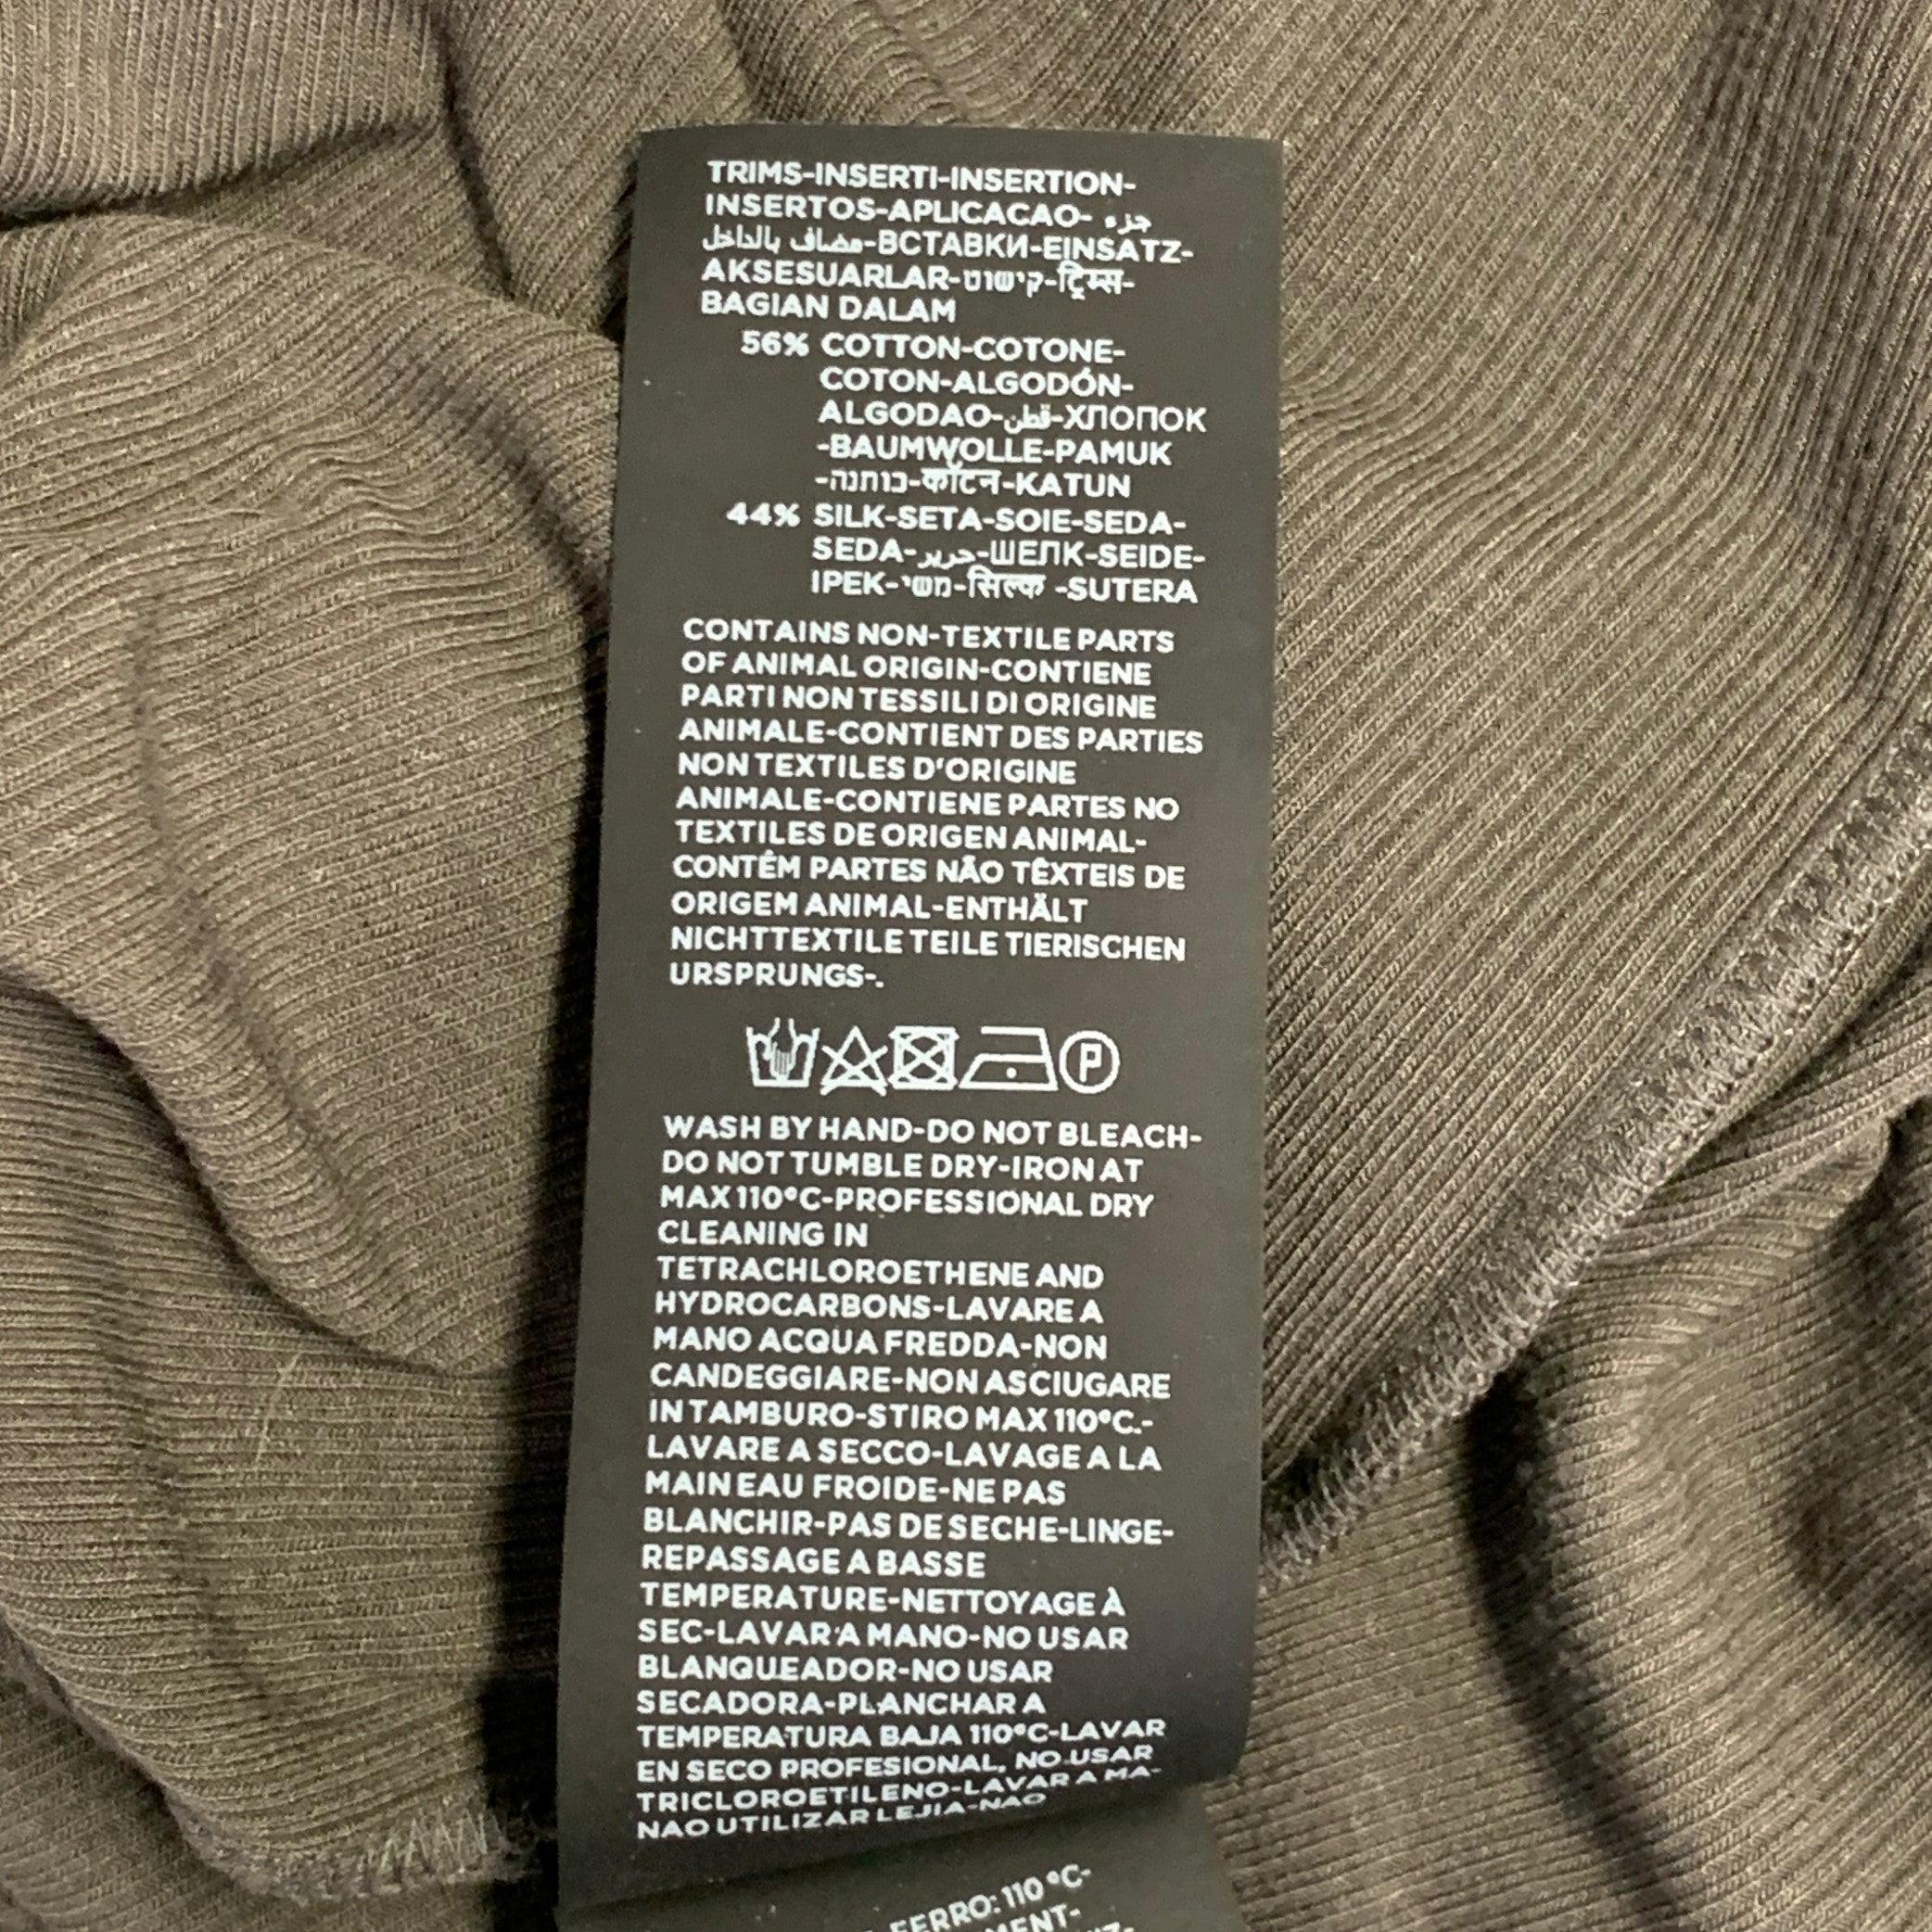 TRIMS-INSERTI-INSERTION-
INSERTOS-APLICACAO- جزء
مضاف بالداخل-ВСТАВКИ-EINSATZ-
AKSESUARLAR-קישוט-ट्रिम्स-
BAGIAN DALAM
56% COTTON-COTONE-
COTON-ALGODÓN-
ALGODAO-قطن-ХЛОПОК
-BAUMWOLLE-PAMUK
-כותנה-कॉटन-KATUN
44% SILK-SETA-SOIE-SEDA-
SEDA-حرير-ШЕЛК-SEIDE-
IPEK-משי-सिल्क -SUTERA
CONTAINS NON-TEXTILE PARTS
OF ANIMAL ORIGIN-CONTIENE
PARTI NON TESSILI DI ORIGINE
ANIMALE-CONTIENT DES PARTIES
NON TEXTILES D'ORIGINE
ANIMALE-CONTIENE PARTES NO
TEXTILES DE ORIGEN ANIMAL-
CONTÉM PARTES NÃO TÊXTEIS DE
ORIGEM ANIMAL-ENTHÄLT
NICHTTEXTILE TEILE TIERISCHEN
URSPRUNGS-.
P
WASH BY HAND-DO NOT BLEACH-
DO NOT TUMBLE DRY-IRON AT
MAX 110°C-PROFESSIONAL DRY
CLEANING IN
TETRACHLOROETHENE AND
HYDROCARBONS-LAVARE A
MANO ACQUA FREDDA-NON
CANDEGGIARE-NON ASCIUGARE
IN TAMBURO-STIRO MAX 110°C.-
LAVARE A SECCO-LAVAGE A LA
MAIN EAU FROIDE-NE PAS
BLANCHIR-PAS DE SECHE-LINGE-
REPASSAGE A BASSE
TEMPERATURE-NETTOYAGE À
SEC-LAVAR A MANO-NO USAR
BLANQUEADOR-NO USAR
SECADORA-PLANCHAR A
TEMPERATURA BAJA 110°C-LAVAR
EN SECO PROFESIONAL, NO USAR
TRICLOROETILENO-LAVAR A MA-
NAO UTILIZAR LEJIA-NAO
FERRO: 110°C-